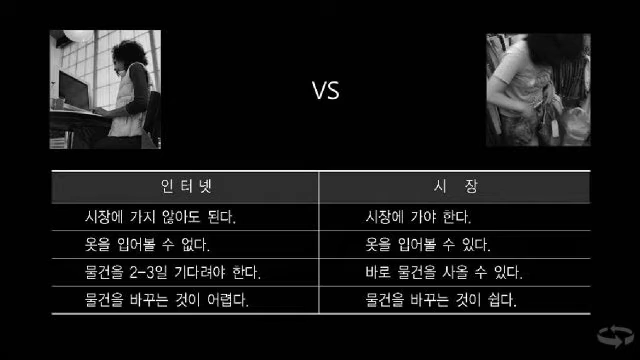 VS
인 터 넷 시 장
시장에 가지 않아도 된다. 시장에 가야 한다.
옷을 입어볼 수 없다. 옷을 입어볼 수 있다.
물건을 2-3일 기다려야 한다. 바로 물건을 사올 수 있다.
물건을 바꾸는 것이 어렵다. 물건을 바꾸는 것이 쉽다.